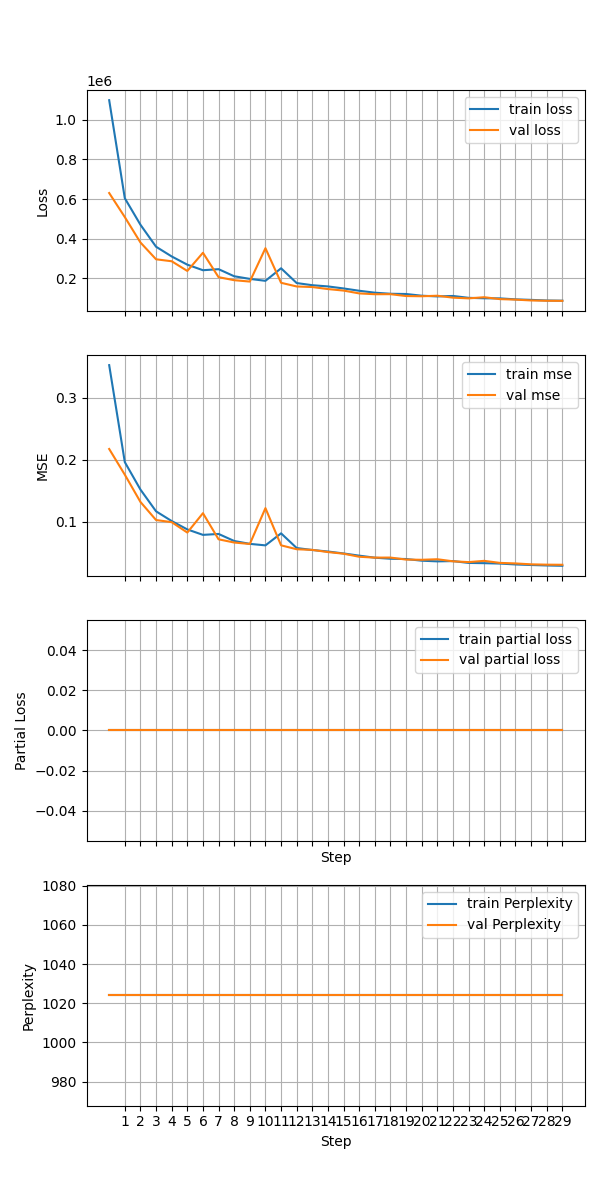 1e6
1.0
0.8
0.6
0.4
0.2
Loss
train loss
val loss
0.3
0.2
0.1
MSE
train mse
val mse
0.04
0.02
0.00
−0.02
−0.04
Partial Loss
train partial loss
val partial loss
Step
1080
1060
1040
1020
1000
980
Perplexity
train Perplexity
val Perplexity
1 2 3 4 5 6 7 8 9 10 11 12 13 14 15 16 17 18 19 20 21 22 23 24 25 26 27 28 29
Step